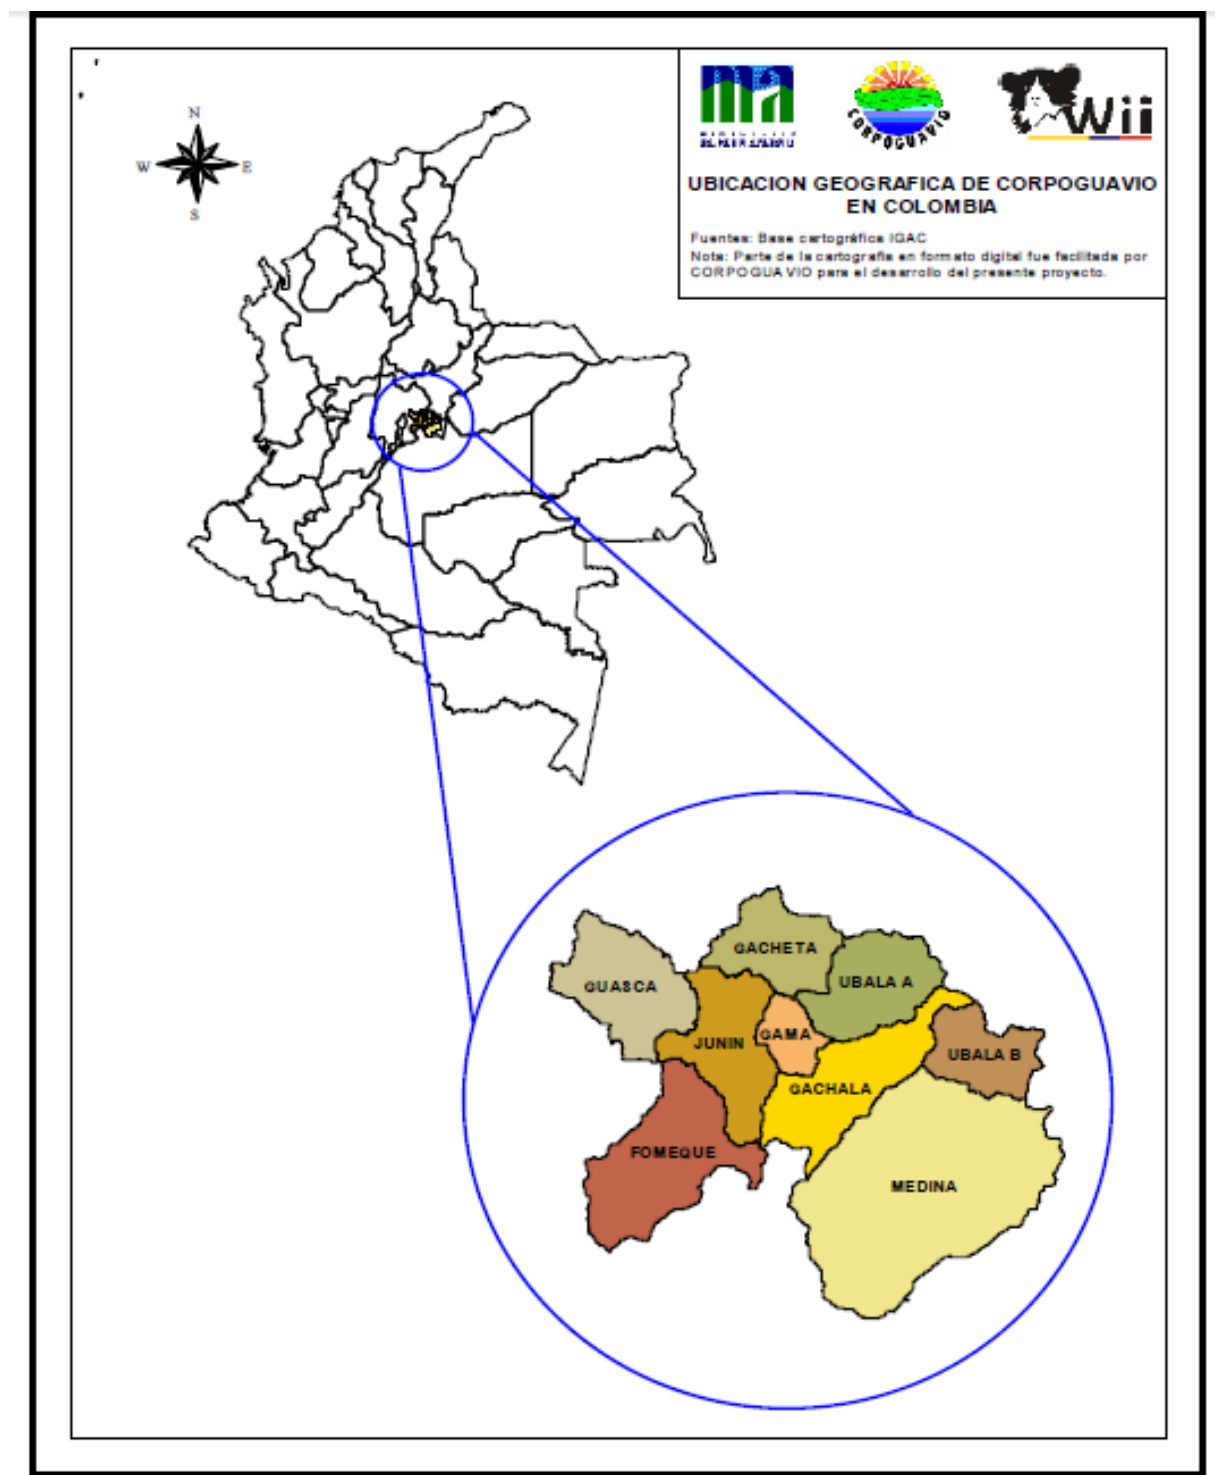 N
W E
S
CORPOGUAVIO
Wii
UBICACION GEOGRAFICA DE CORPOGUAVIO
EN COLOMBIA
Fuentes: Base cartográfica IGAC
Nota: Parte de la cartografía en formato digital fue facilitada por
CORPOGUAVIO para el desarrollo del presente proyecto.
GACHETA
UBALA A
GUASCA
GAMA
JUNIN
UBALA B
GACHALA
FOMEQUE
MEDINA